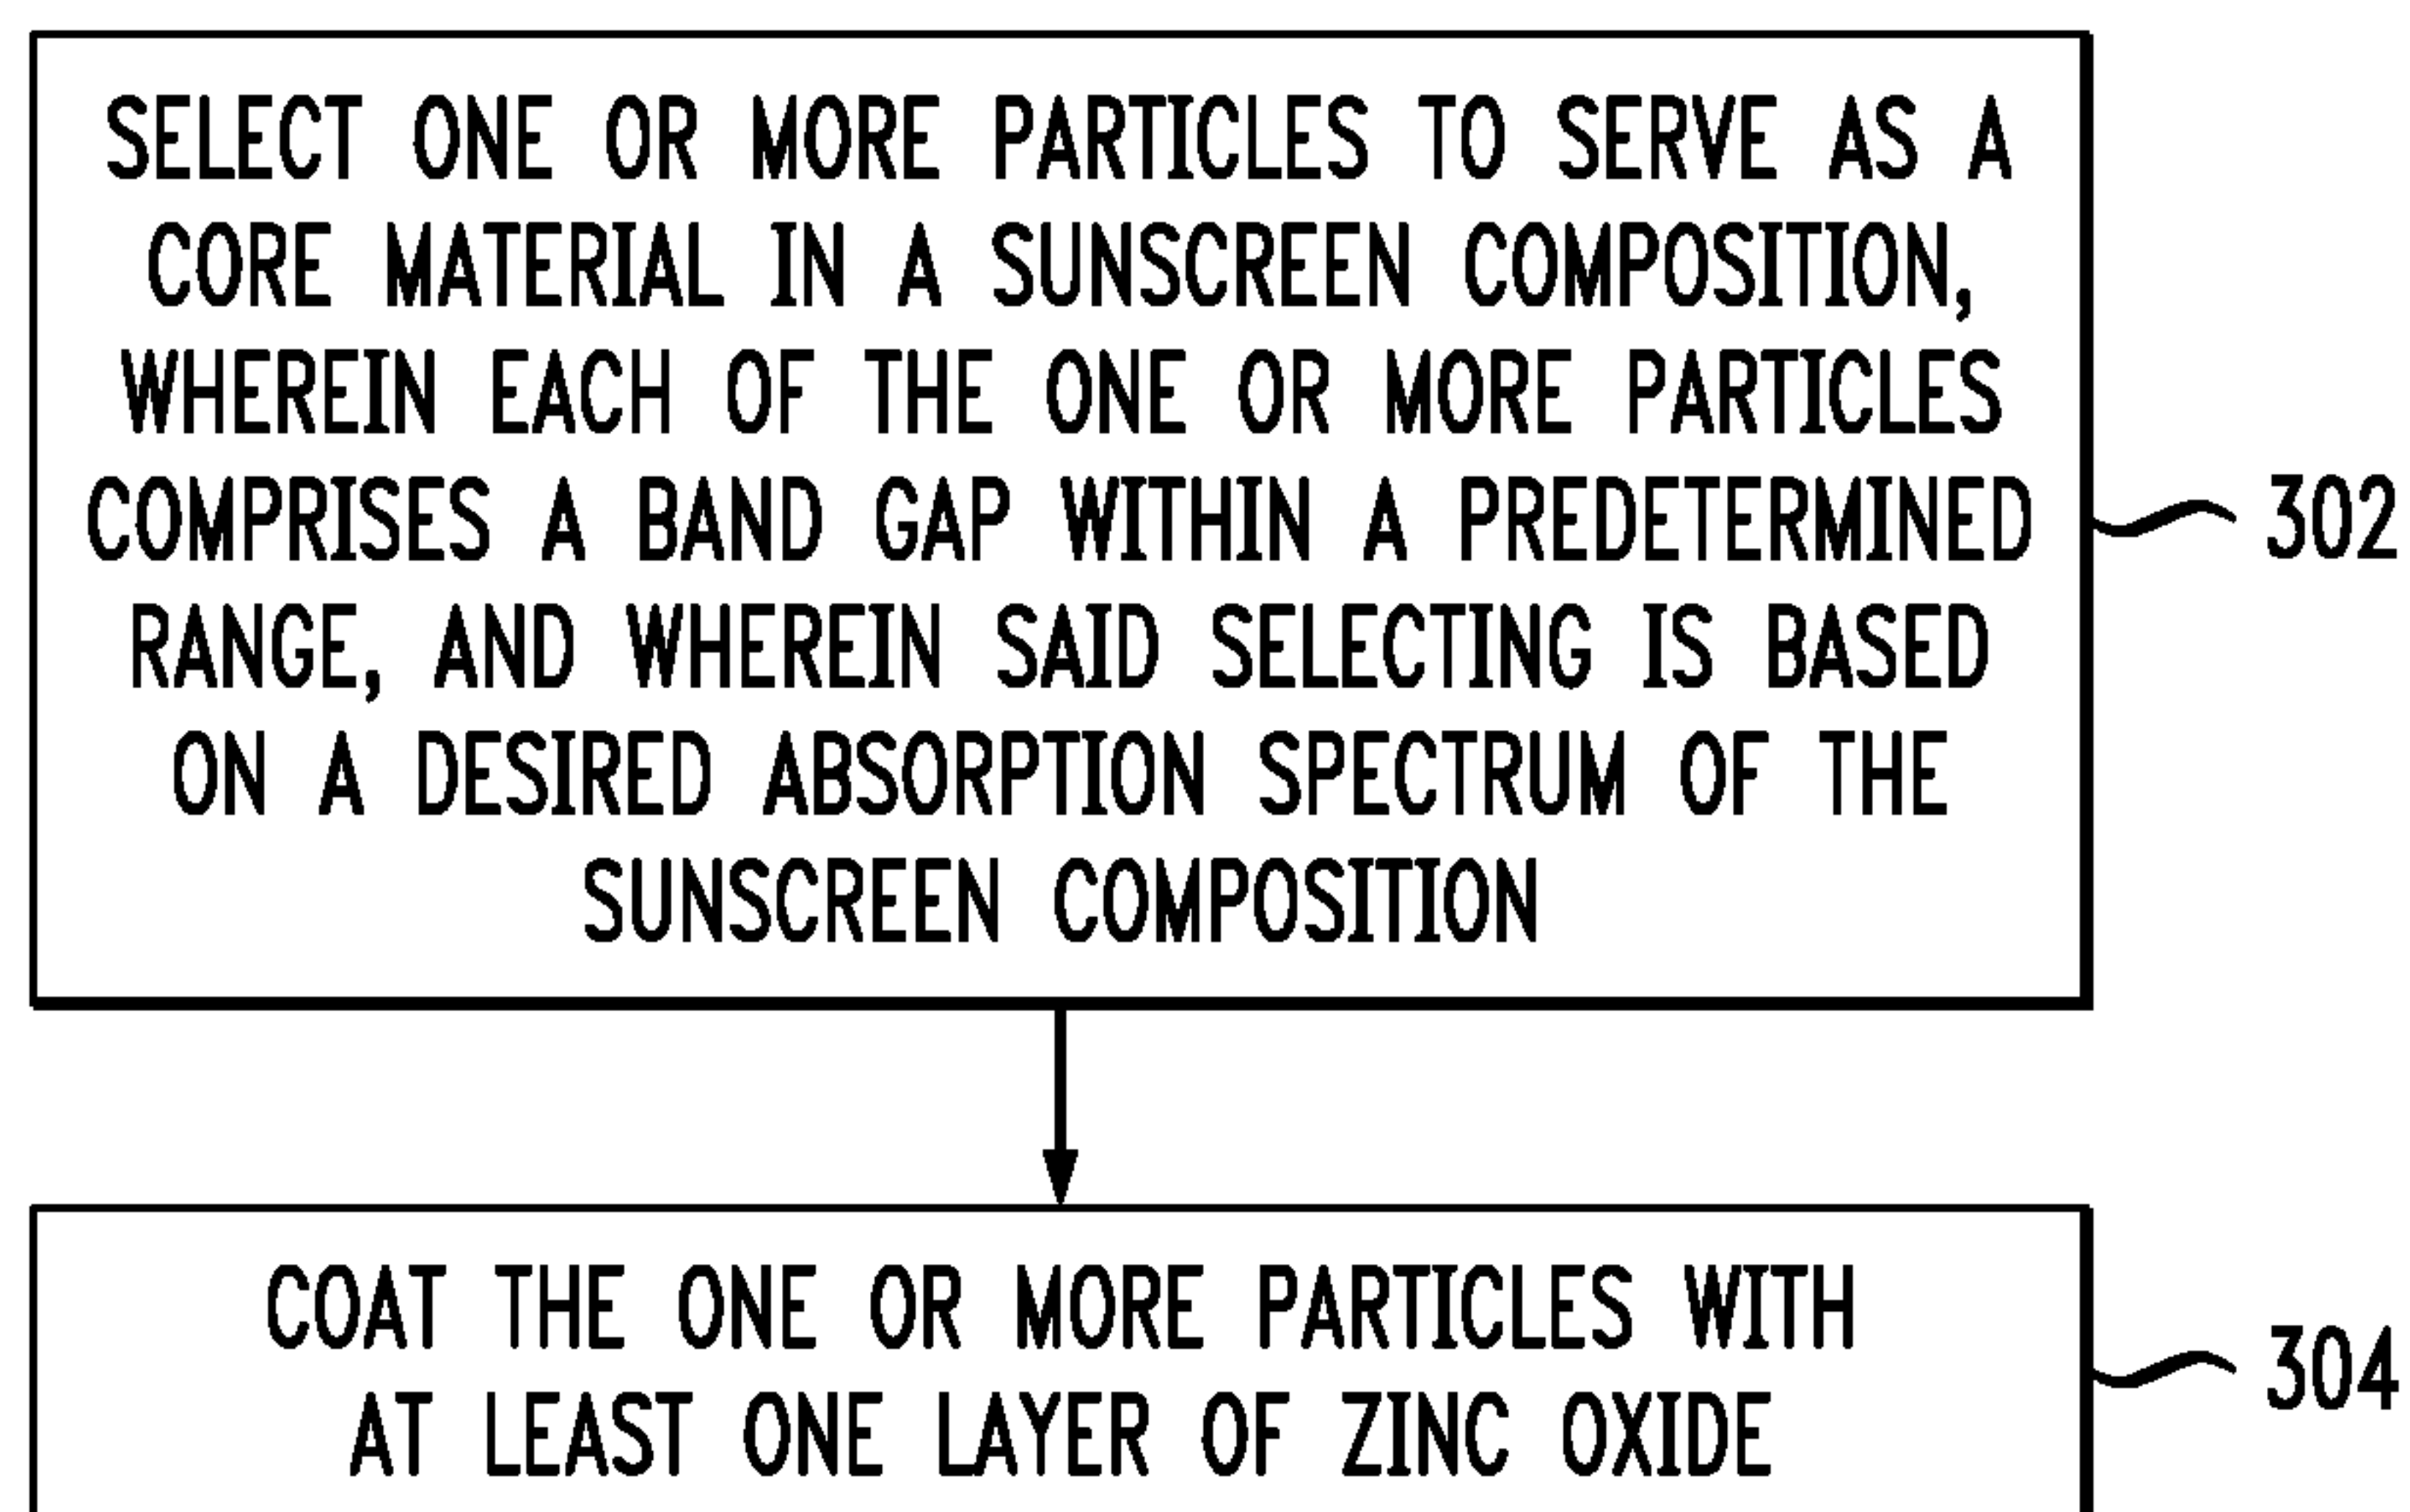 SELECT ONE OR MORE PARTICLES TO SERVE AS A
CORE MATERIAL IN A SUNSCREEN COMPOSITION,
WHEREIN EACH OF THE ONE OR MORE PARTICLES
COMPRISES A BAND GAP WITHIN A PREDETERMINED
RANGE, AND WHEREIN SAID SELECTING IS BASED
ON A DESIRED ABSORPTION SPECTRUM OF THE
SUNSCREEN COMPOSITION
302
COAT THE ONE OR MORE PARTICLES WITH
AT LEAST ONE LAYER OF ZINC OXIDE
304